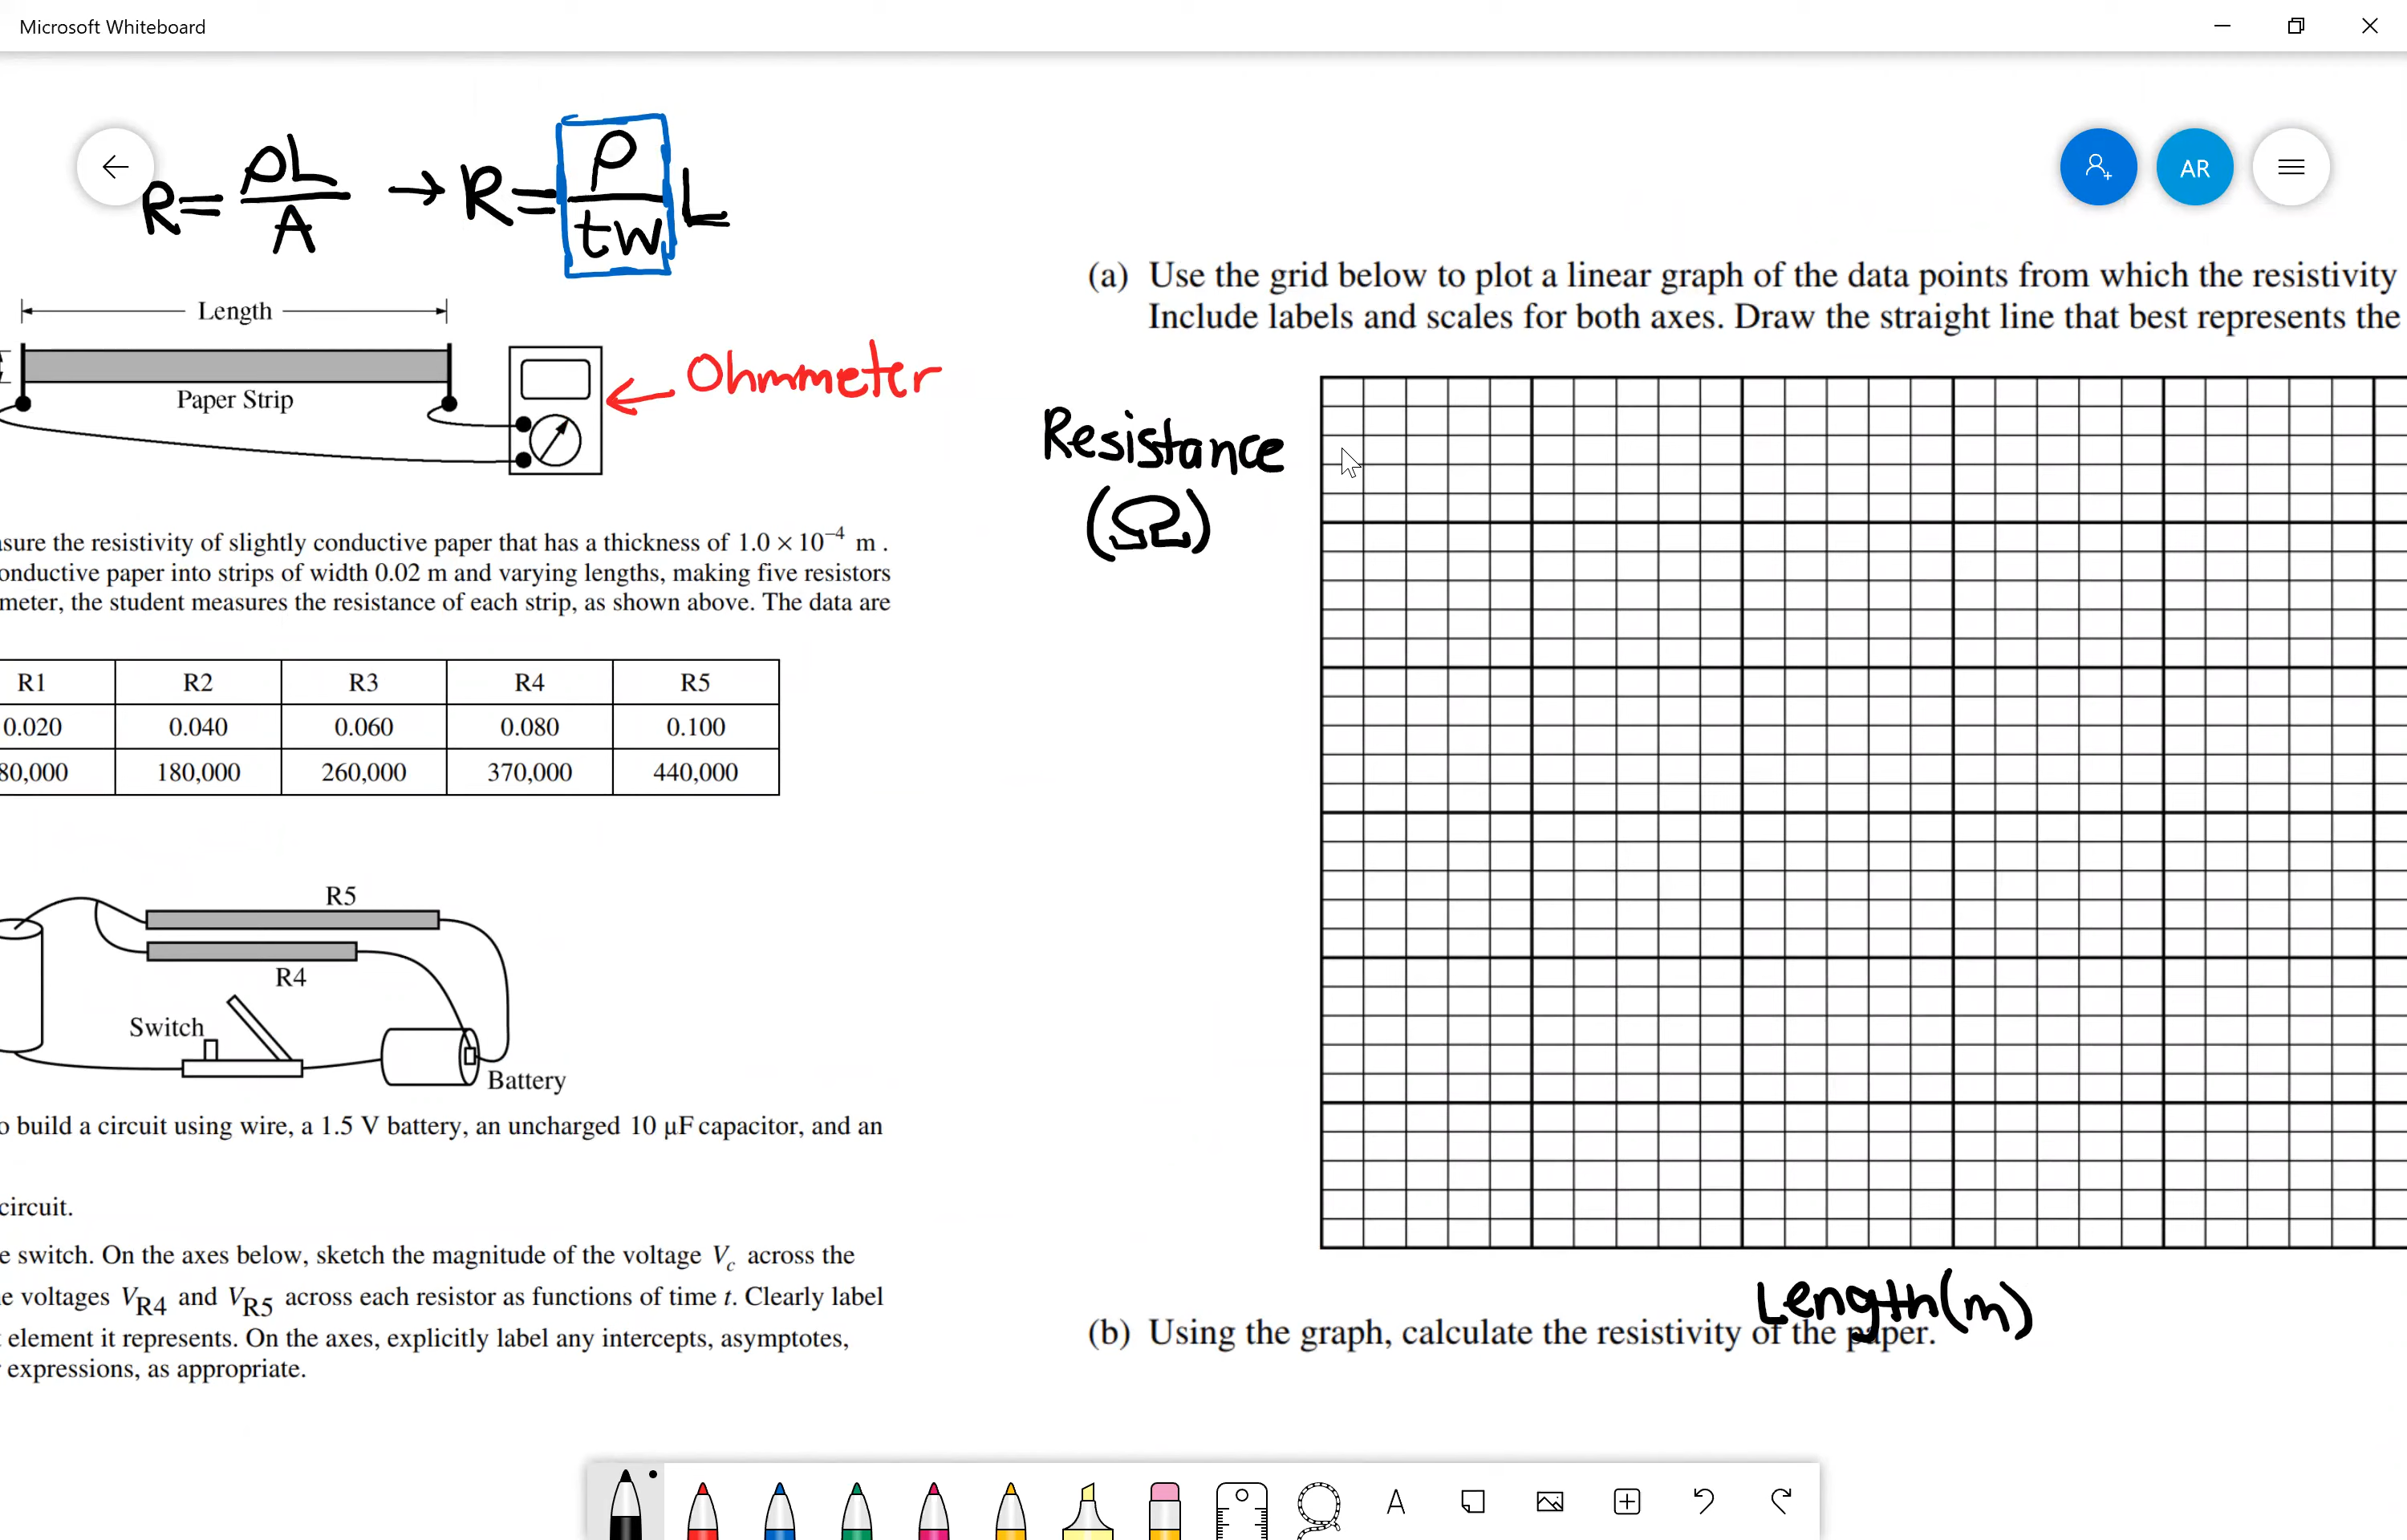 Microsoft Whiteboard
R = ρL / A → R = ρ / tw L
AR
Length
Paper Strip
Ohmmeter
sure the resistivity of slightly conductive paper that has a thickness of 1.0 × 10⁻⁴ m .
onductive paper into strips of width 0.02 m and varying lengths, making five resistors
meter, the student measures the resistance of each strip, as shown above. The data are
R1 R2 R3 R4 R5
0.020 0.040 0.060 0.080 0.100
80,000 180,000 260,000 370,000 440,000
R5
R4
Switch
Battery
o build a circuit using wire, a 1.5 V battery, an uncharged 10 μF capacitor, and an
circuit.
e switch. On the axes below, sketch the magnitude of the voltage Vc across the
e voltages VR4 and VR5 across each resistor as functions of time t. Clearly label
element it represents. On the axes, explicitly label any intercepts, asymptotes,
expressions, as appropriate.
(a) Use the grid below to plot a linear graph of the data points from which the resistivity
Include labels and scales for both axes. Draw the straight line that best represents the
Resistance
(Ω)
Length(m)
(b) Using the graph, calculate the resistivity of the paper.
A